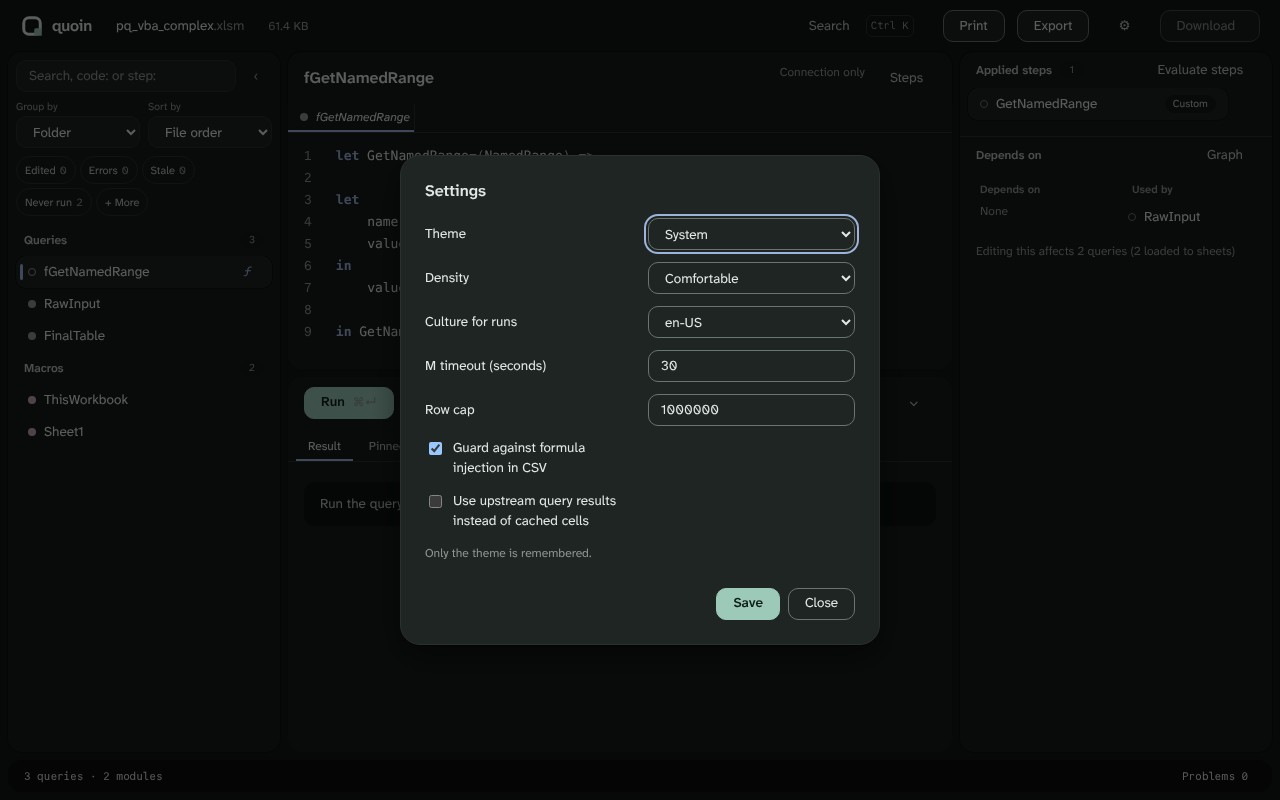 quoin pq_vba_complex.xlsm 61.4 KB Search Ctrl K Print Export Download
Search, code: or step:
Group by Sort by
Folder File order
Edited 0 Errors 0 Stale 0
Never run 2 + More
Queries 3
fGetNamedRange f
RawInput
FinalTable
Macros 2
ThisWorkbook
Sheet1
fGetNamedRange Connection only Steps
fGetNamedRange
1 let GetNamedRange=(NamedRange) =>
2
3 let
4 name
5 valu
6 in
7 valu
8
9 in GetNa
Run ⌘↵
Result Pinne
Run the query
Settings
Theme System
Density Comfortable
Culture for runs en-US
M timeout (seconds) 30
Row cap 1000000
Guard against formula
injection in CSV
Use upstream query results
instead of cached cells
Only the theme is remembered.
Save Close
Applied steps 1 Evaluate steps
GetNamedRange Custom
Depends on Graph
Depends on Used by
None RawInput
Editing this affects 2 queries (2 loaded to sheets)
3 queries · 2 modules Problems 0